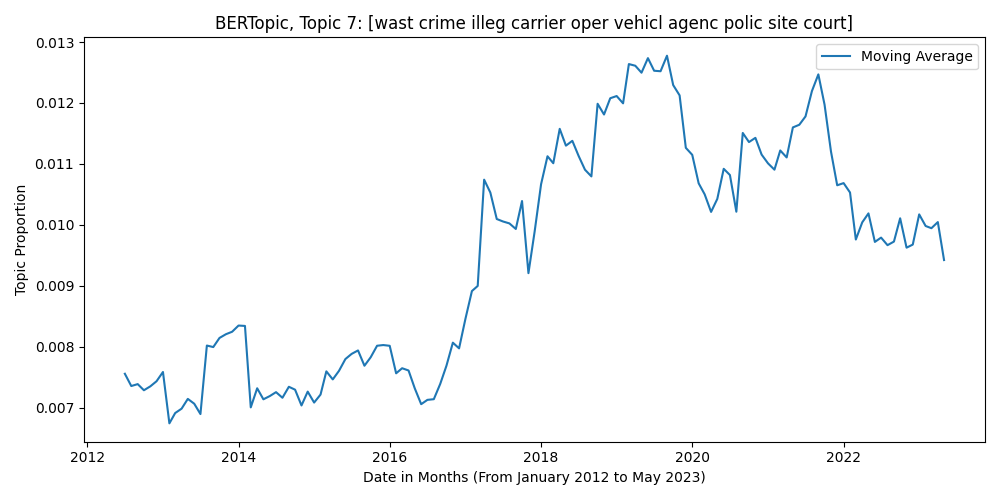 BERTopic, Topic 7: [wast crime illeg carrier oper vehicl agenc polic site court]
Moving Average
Topic Proportion
0.013
0.012
0.011
0.010
0.009
0.008
0.007
2012 2014 2016 2018 2020 2022
Date in Months (From January 2012 to May 2023)